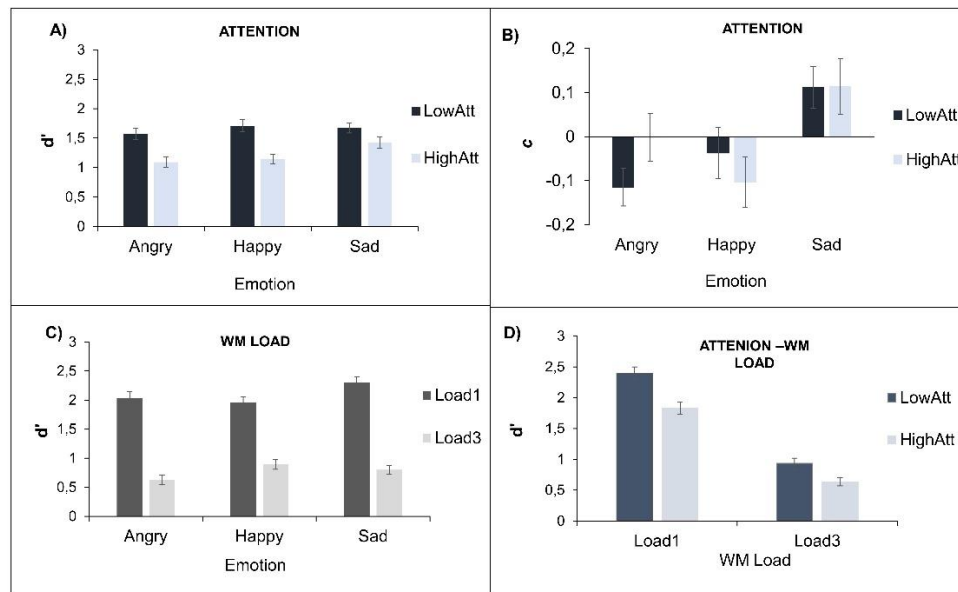 A)
ATTENTION
3
2,5
2
1,5
1
0,5
0
d'
Angry
Happy
Sad
Emotion
LowAtt
HighAtt
B)
ATTENTION
0,2
0,1
0
-0,1
-0,2
c
Angry
Happy
Sad
Emotion
LowAtt
HighAtt
C)
WM LOAD
3
2,5
2
1,5
1
0,5
0
d'
Angry
Happy
Sad
Emotion
Load1
Load3
D)
ATTENION –WM
LOAD
3
2,5
2
1,5
1
0,5
0
d'
Load1
Load3
WM Load
LowAtt
HighAtt